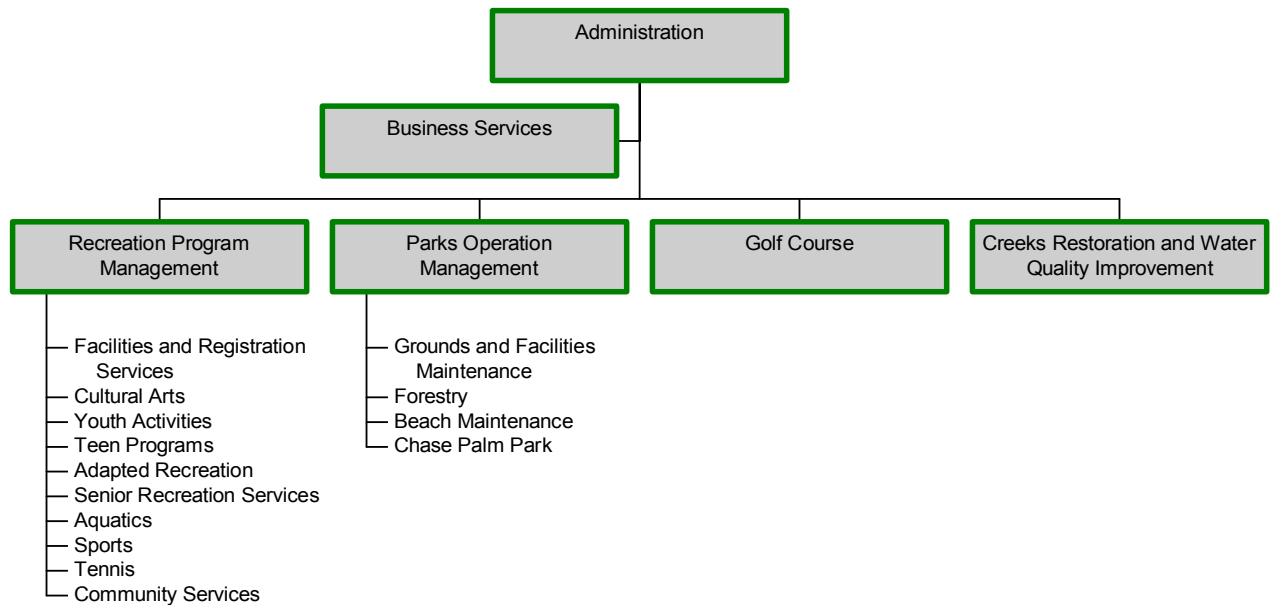 Administration
Business Services
Recreation Program
Management
Parks Operation
Management
Golf Course
Creeks Restoration and Water
Quality Improvement
Facilities and Registration
Services
Cultural Arts
Youth Activities
Teen Programs
Adapted Recreation
Senior Recreation Services
Aquatics
Sports
Tennis
Community Services
Grounds and Facilities
Maintenance
Forestry
Beach Maintenance
Chase Palm Park